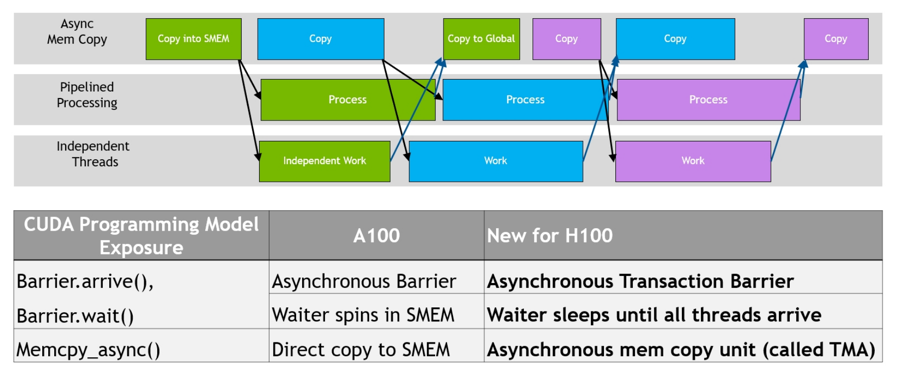 Async
Mem Copy
Copy into SMEM
Copy
Copy to Global
Copy
Copy
Copy
Pipelined
Processing
Process
Process
Process
Independent
Threads
Independent Work
Work
Work
CUDA Programming Model
Exposure
A100
New for H100
Barrier.arrive(),
Asynchronous Barrier
Asynchronous Transaction Barrier
Barrier.wait()
Waiter spins in SMEM
Waiter sleeps until all threads arrive
Memcpy_async()
Direct copy to SMEM
Asynchronous mem copy unit (called TMA)